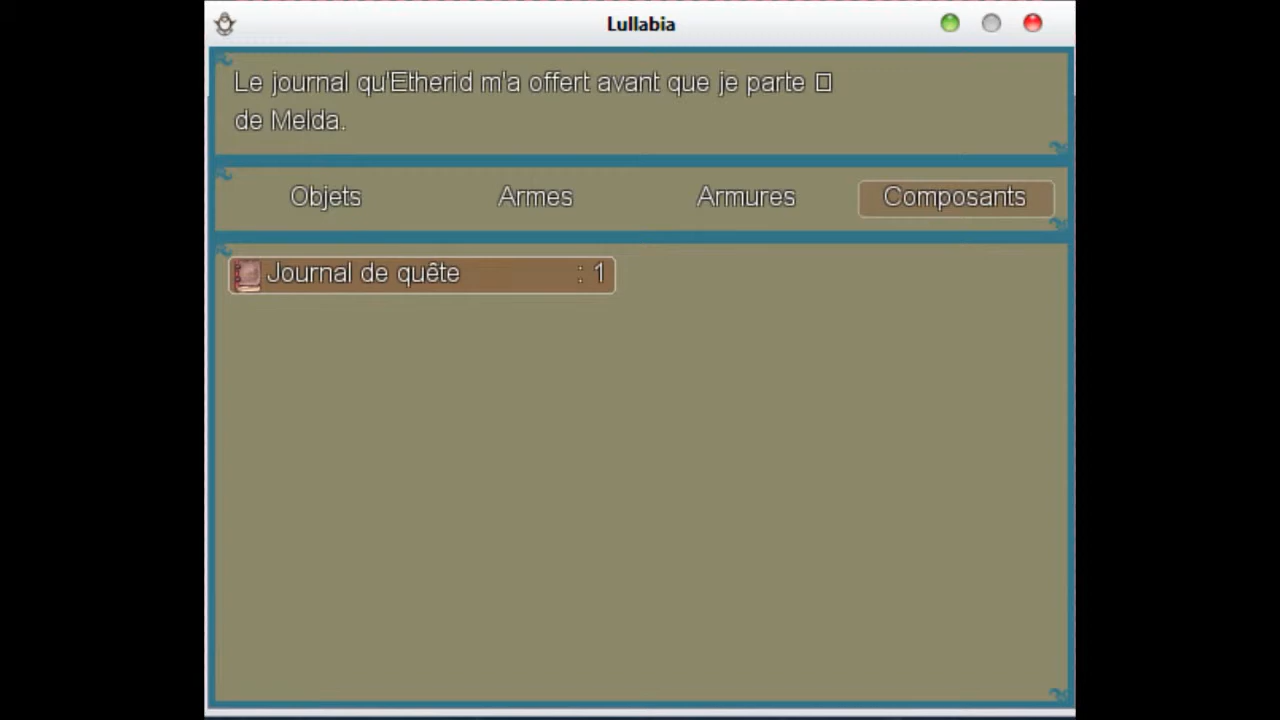 Lullabia
Le journal qu'Etherid m'a offert avant que je parte □
de Melda.
Objets Armes Armures Composants
Journal de quête : 1